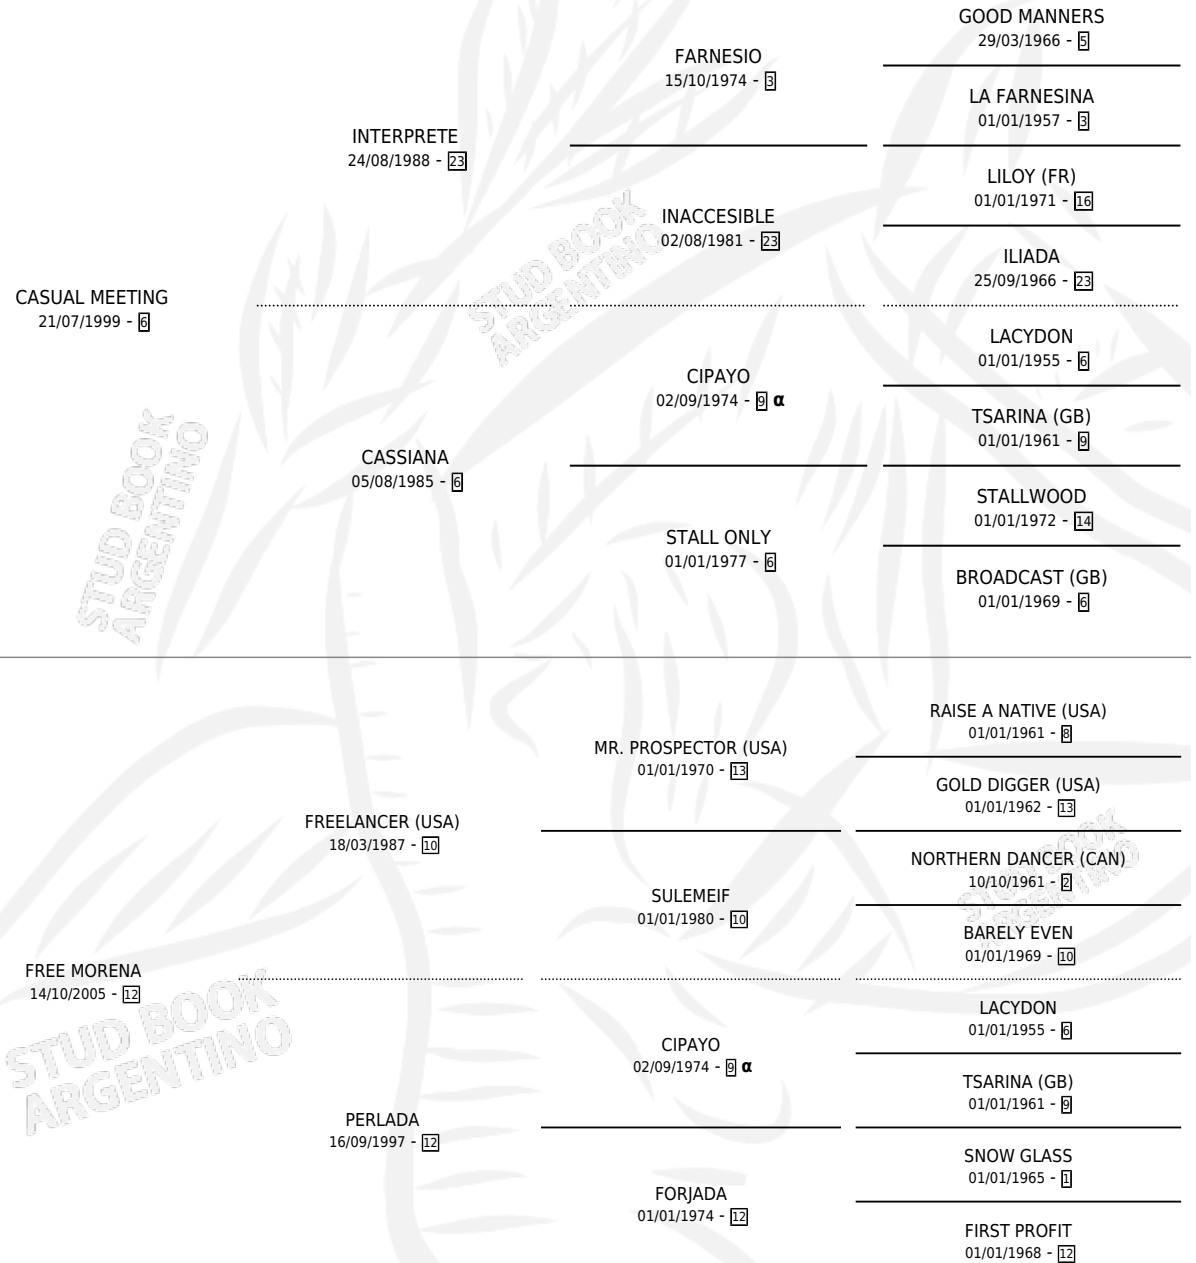 GOOD MANNERS
29/03/1966 - 5
FARNESIO
15/10/1974 - 3
LA FARNESINA
01/01/1957 - 3
INTERPRETE
24/08/1988 - 23
LILOY (FR)
01/01/1971 - 16
INACCESIBLE
02/08/1981 - 23
ILIADA
25/09/1966 - 23
CASUAL MEETING
21/07/1999 - 6
LACYDON
01/01/1955 - 6
CIPAYO
02/09/1974 - 9 α
TSARINA (GB)
01/01/1961 - 9
CASSIANA
05/08/1985 - 6
STALLWOOD
01/01/1972 - 14
STALL ONLY
01/01/1977 - 6
BROADCAST (GB)
01/01/1969 - 6
STUD BOOK
ARGENTINO
STUD BOOK
ARGENTINO
RAISE A NATIVE (USA)
01/01/1961 - 8
MR. PROSPECTOR (USA)
01/01/1970 - 13
GOLD DIGGER (USA)
01/01/1962 - 13
FREELANCER (USA)
18/03/1987 - 10
NORTHERN DANCER (CAN)
10/10/1961 - 2
SULEMEIF
01/01/1980 - 10
BARELY EVEN
01/01/1969 - 10
FREE MORENA
14/10/2005 - 12
LACYDON
01/01/1955 - 6
CIPAYO
02/09/1974 - 9 α
TSARINA (GB)
01/01/1961 - 9
PERLADA
16/09/1997 - 12
SNOW GLASS
01/01/1965 - 1
FORJADA
01/01/1974 - 12
FIRST PROFIT
01/01/1968 - 12
STUD BOOK
ARGENTINO
STUD BOOK
ARGENTINO